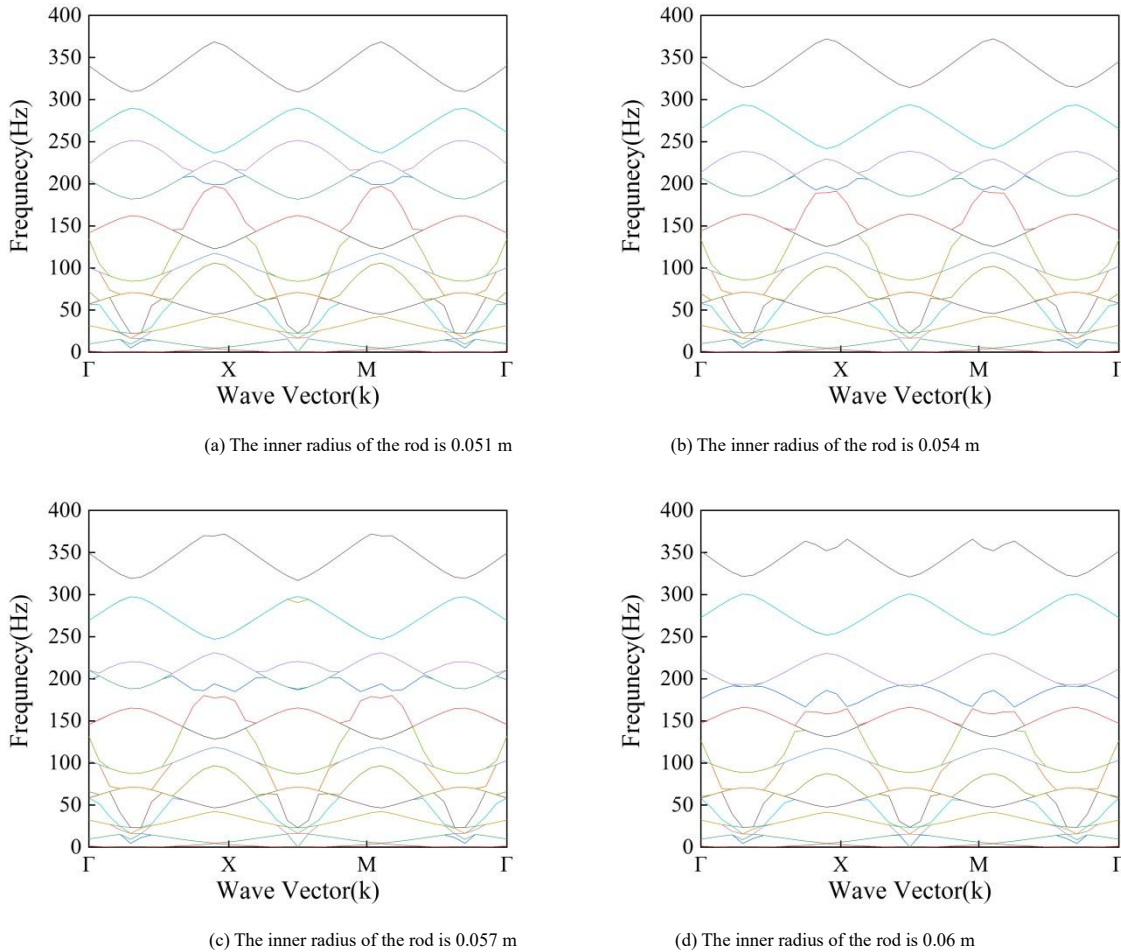 400
350
300
250
200
150
100
50
0
Frequnecy(Hz)
Γ X M Γ
Wave Vector(k)
(a) The inner radius of the rod is 0.051 m
400
350
300
250
200
150
100
50
0
Frequnecy(Hz)
Γ X M Γ
Wave Vector(k)
(b) The inner radius of the rod is 0.054 m
400
350
300
250
200
150
100
50
0
Frequnecy(Hz)
Γ X M Γ
Wave Vector(k)
(c) The inner radius of the rod is 0.057 m
400
350
300
250
200
150
100
50
0
Frequnecy(Hz)
Γ X M Γ
Wave Vector(k)
(d) The inner radius of the rod is 0.06 m